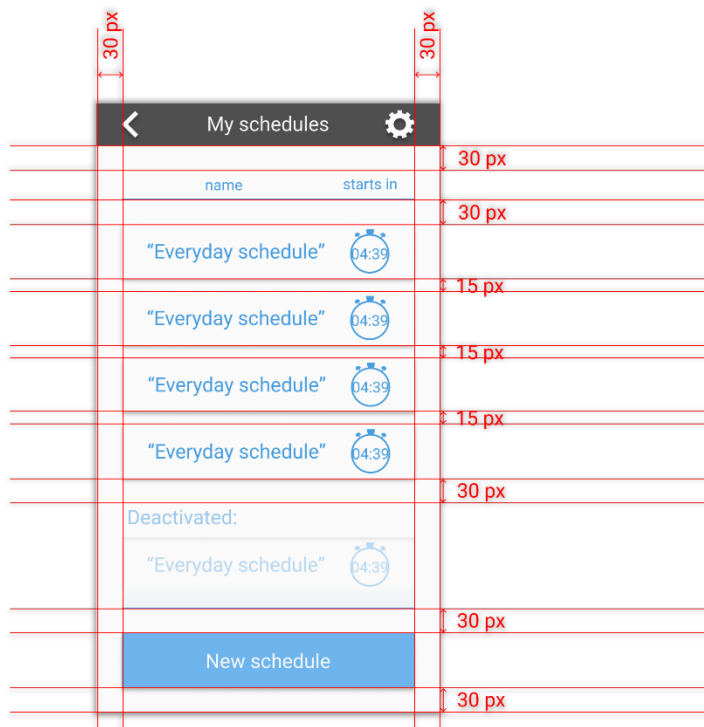 30 px
30 px
My schedules
30 px
name
starts in
30 px
“Everyday schedule”
04:39
15 px
“Everyday schedule”
04:39
15 px
“Everyday schedule”
04:39
15 px
“Everyday schedule”
04:39
30 px
Deactivated:
“Everyday schedule”
04:39
30 px
New schedule
30 px